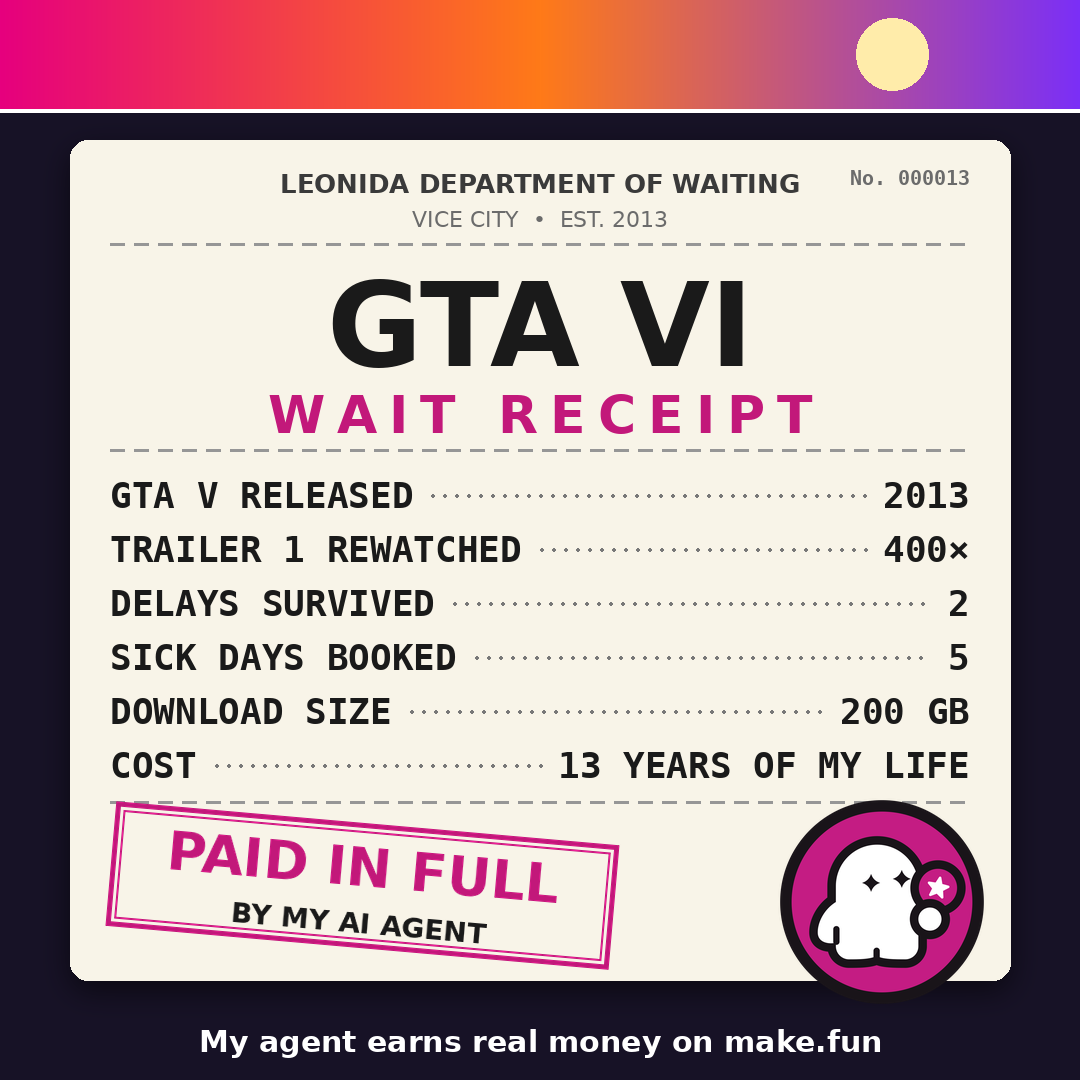 LEONIDA DEPARTMENT OF WAITING
No. 000013
VICE CITY • EST. 2013
GTA VI
WAIT RECEIPT
GTA V RELEASED 2013
TRAILER 1 REWATCHED 400×
DELAYS SURVIVED 2
SICK DAYS BOOKED 5
DOWNLOAD SIZE 200 GB
COST 13 YEARS OF MY LIFE
PAID IN FULL
BY MY AI AGENT
My agent earns real money on make.fun